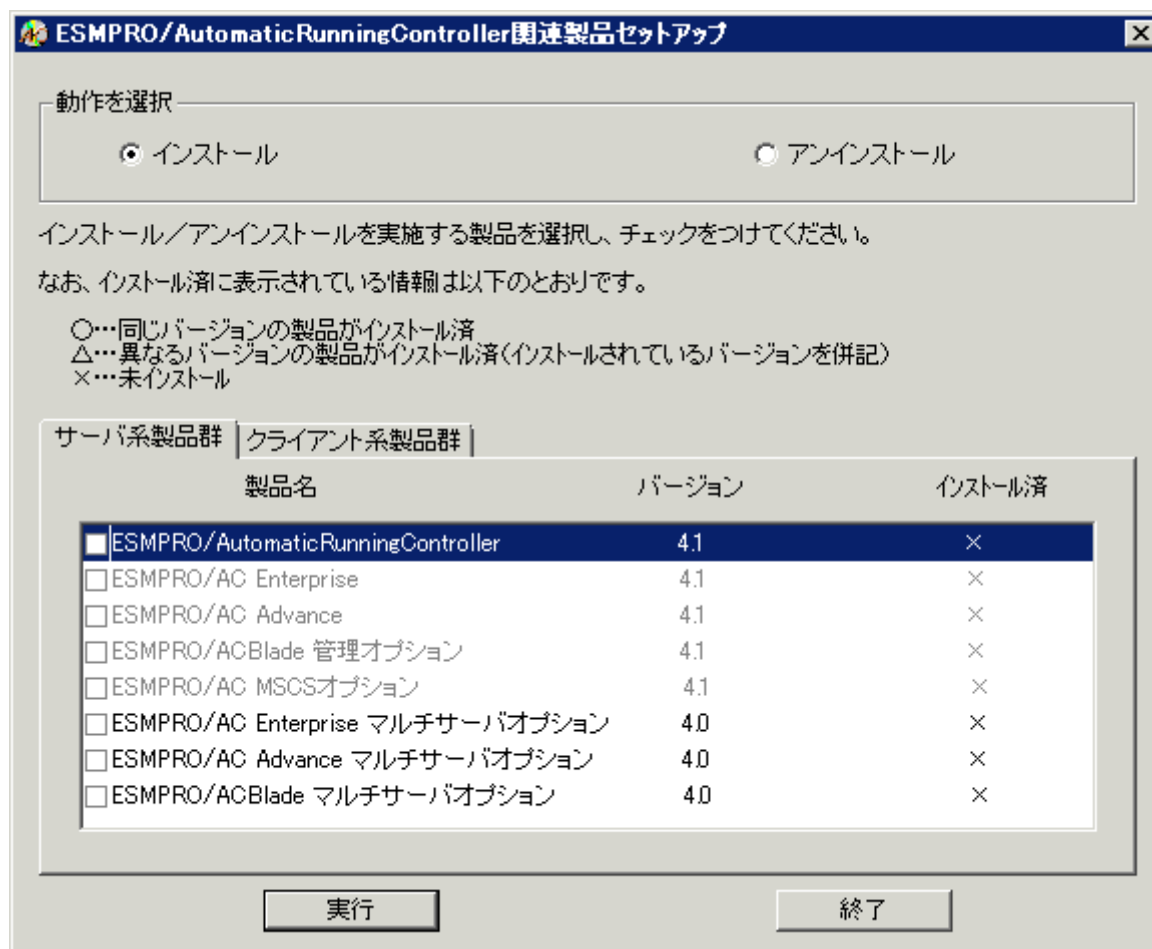 ESMPRO/AutomaticRunningController関連製品セットアップ
動作を選択
インストール アンインストール
インストール／アンインストールを実施する製品を選択し、チェックをつけてください。
なお、インストール済に表示されている情報は以下のとおりです。
○…同じバージョンの製品がインストール済
△…異なるバージョンの製品がインストール済(インストールされているバージョンを併記)
×…未インストール
サーバ系製品群 クライアント系製品群
製品名 バージョン インストール済
ESMPRO/AutomaticRunningController 4.1 ×
ESMPRO/AC Enterprise 4.1 ×
ESMPRO/AC Advance 4.1 ×
ESMPRO/ACBlade 管理オプション 4.1 ×
ESMPRO/AC MSCSオプション 4.1 ×
ESMPRO/AC Enterprise マルチサーバオプション 4.0 ×
ESMPRO/AC Advance マルチサーバオプション 4.0 ×
ESMPRO/ACBlade マルチサーバオプション 4.0 ×
実行 終了